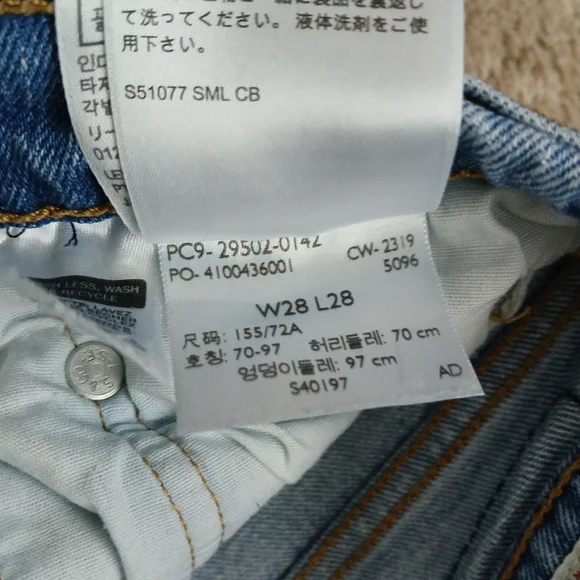 て洗ってください。液体洗剤をご使
用下さい。
S51077 SML CB
인디
타지
각별
リー
012
PC9- 29502-0142
PO- 4100436001
CW- 2319
5096
W28 L28
尺码: 155/72A
호칭: 70-97 허리둘레: 70 cm
엉덩이둘레: 97 cm
S40197
AD
LESS, WASH
RECYCLE